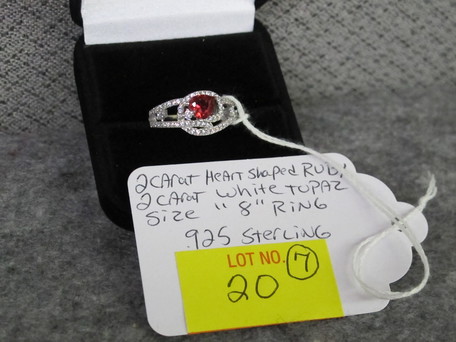 2 CArat HeArt shaped RUBy
2 CArat white TOPAZ
Size "8" RiNG
.925 SterliNG
LOT NO. 7
20